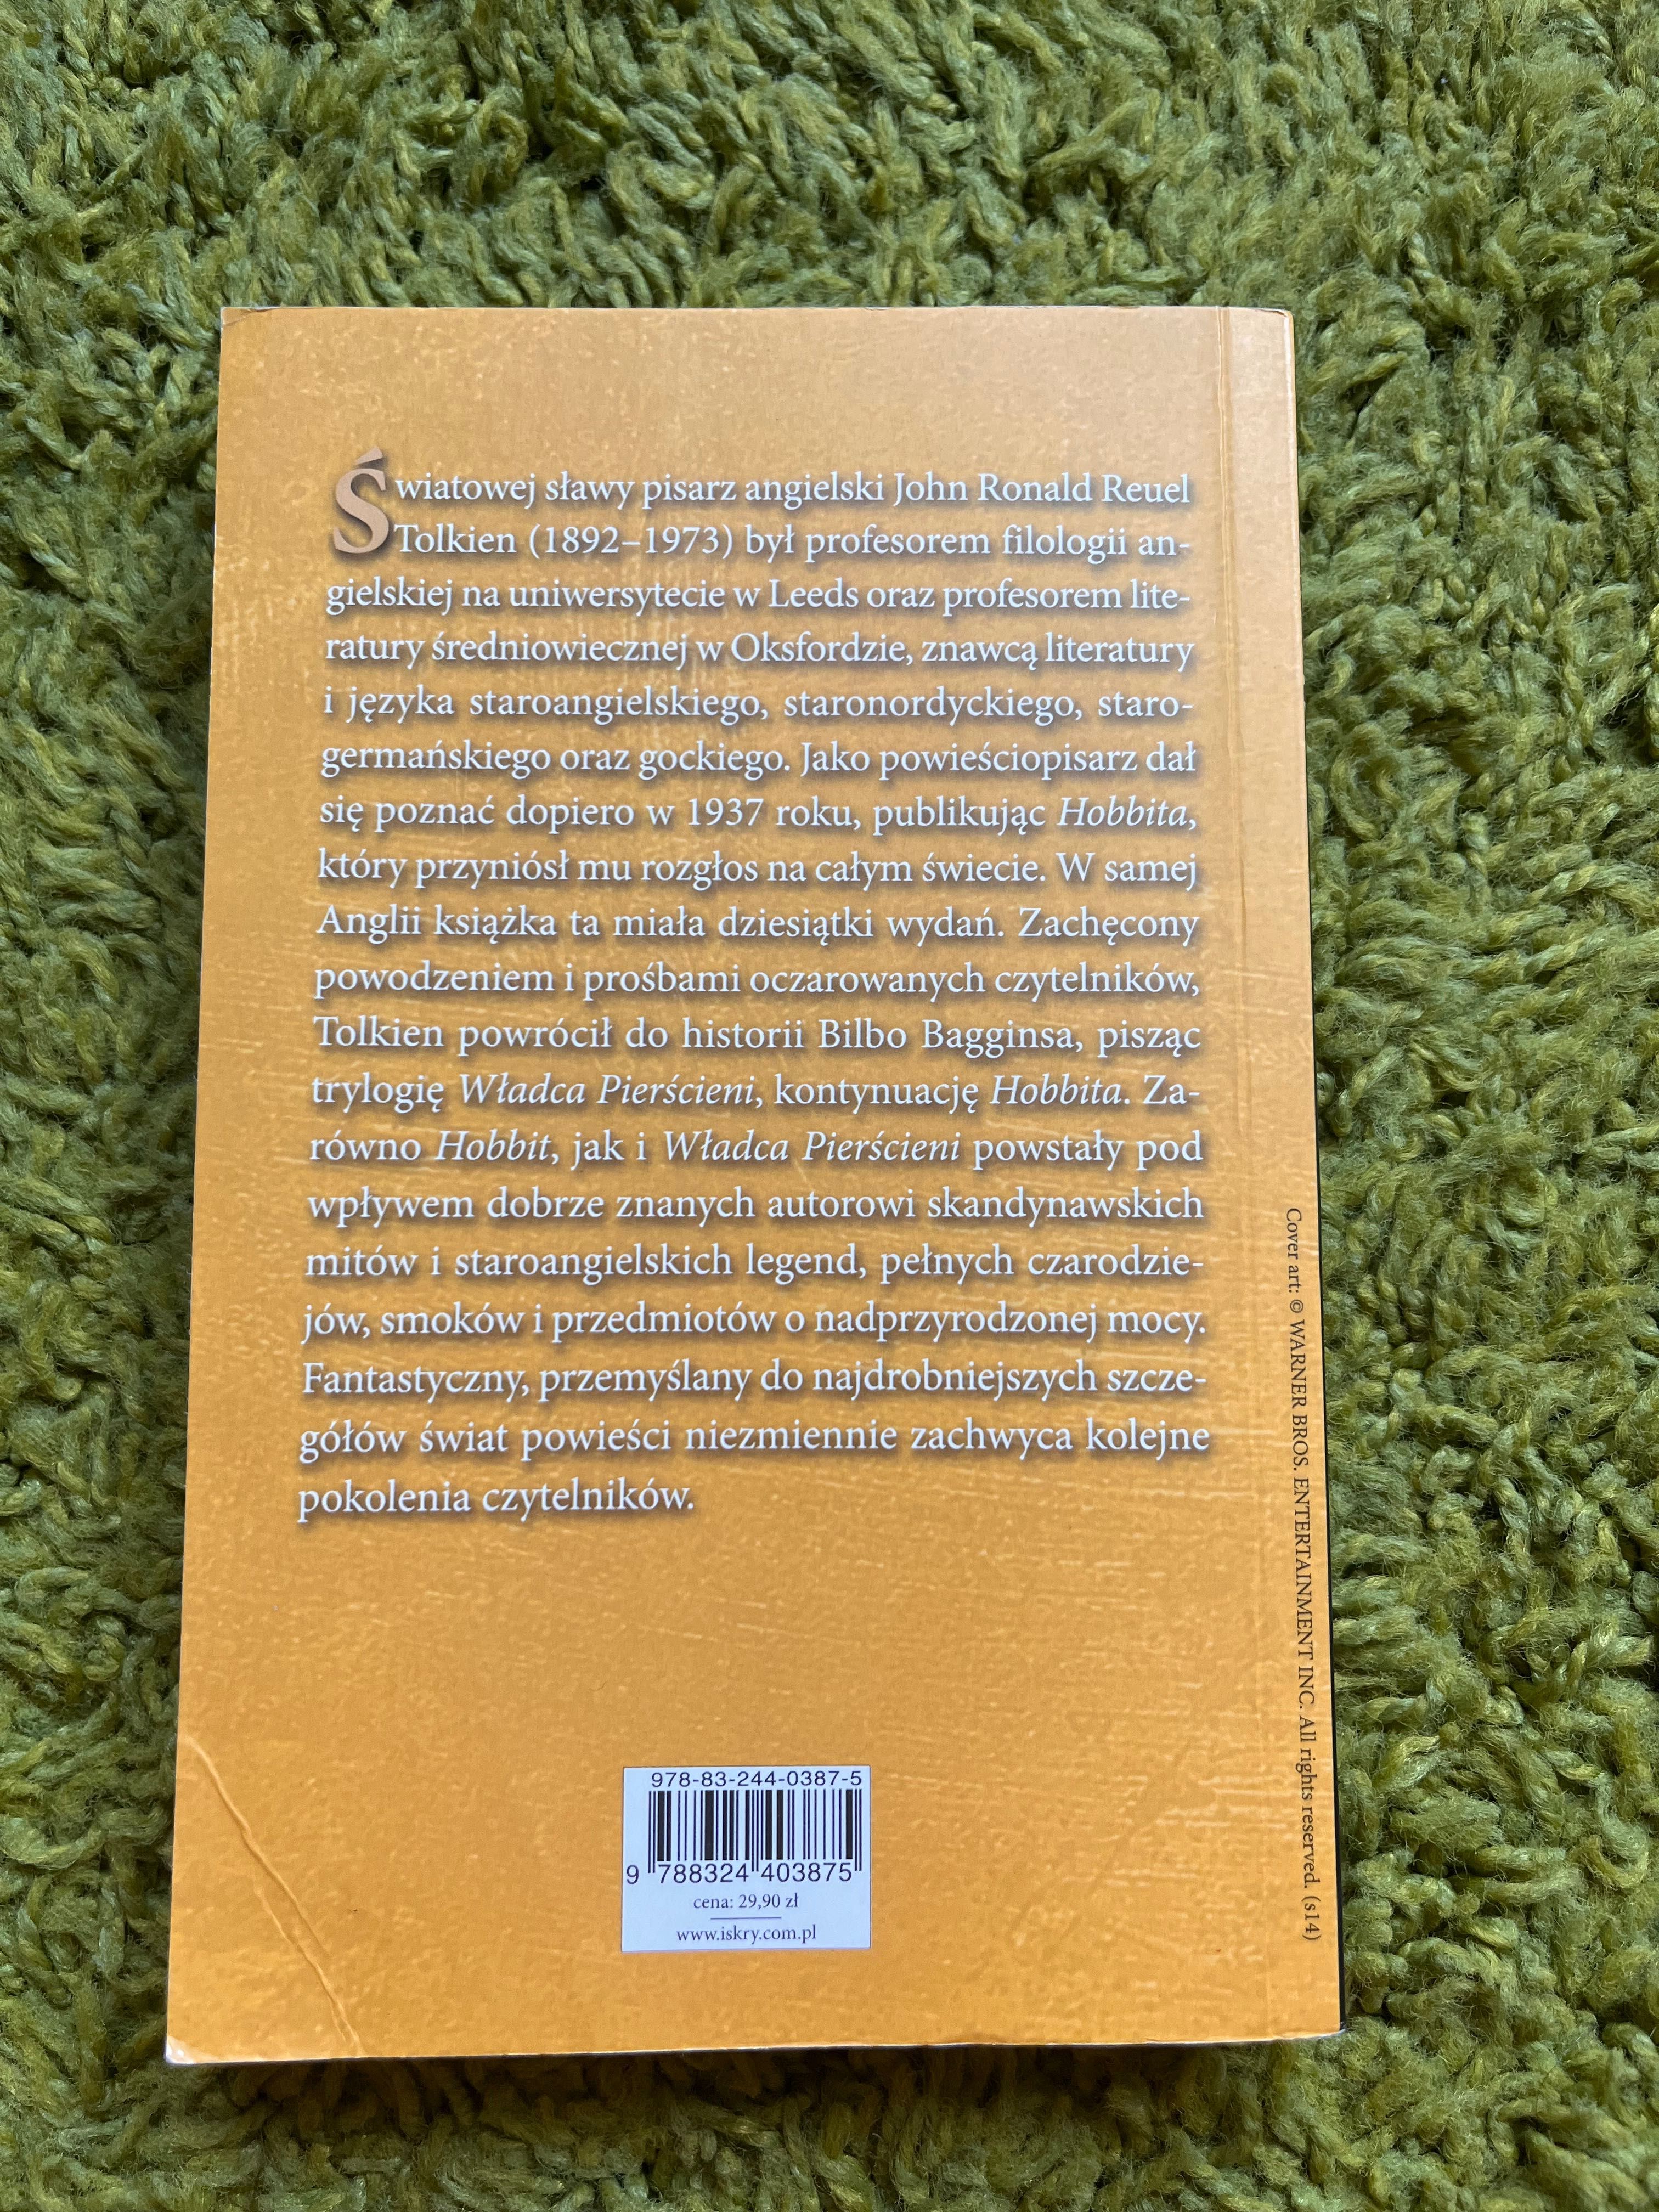 Światowej sławy pisarz angielski John Ronald Reuel
Tolkien (1892–1973) był profesorem filologii an-
gielskiej na uniwersytecie w Leeds oraz profesorem lite-
ratury średniowiecznej w Oksfordzie, znawcą literatury
i języka staroangielskiego, staronordyckiego, staro-
germańskiego oraz gockiego. Jako powieściopisarz dał
się poznać dopiero w 1937 roku, publikując Hobbita,
który przyniósł mu rozgłos na całym świecie. W samej
Anglii książka ta miała dziesiątki wydań. Zachęcony
powodzeniem i prośbami oczarowanych czytelników,
Tolkien powrócił do historii Bilbo Bagginsa, pisząc
trylogię Władca Pierścieni, kontynuację Hobbita. Za-
równo Hobbit, jak i Władca Pierścieni powstały pod
wpływem dobrze znanych autorowi skandynawskich
mitów i staroangielskich legend, pełnych czarodzie-
jów, smoków i przedmiotów o nadprzyrodzonej mocy.
Fantastyczny, przemyślany do najdrobniejszych szcze-
gółów świat powieści niezmiennie zachwyca kolejne
pokolenia czytelników.
978-83-244-0387-5
9 788324 403875
cena: 29,90 zł
www.iskry.com.pl
Cover art: © WARNER BROS. ENTERTAINMENT INC. All rights reserved. (s14)